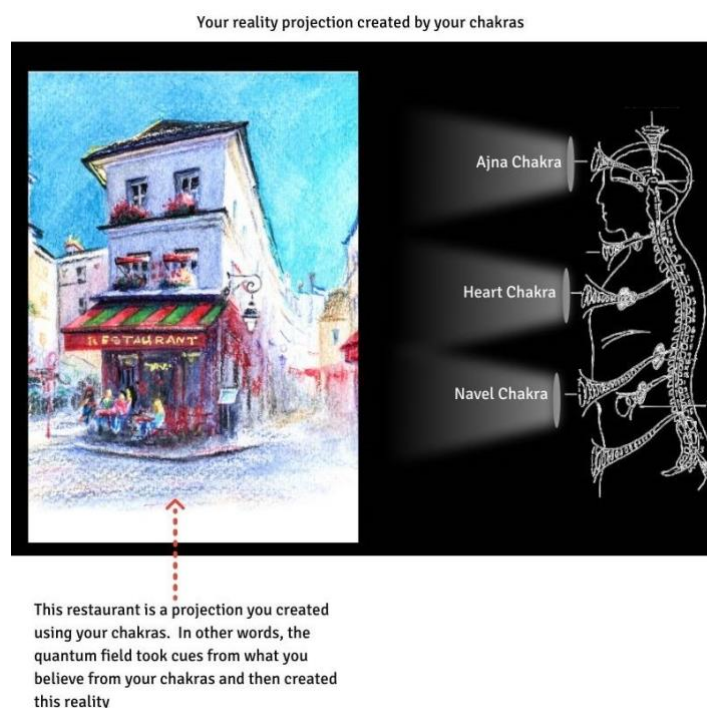 Your reality projection created by your chakras
Ajna Chakra
Heart Chakra
Navel Chakra
RESTAURANT
This restaurant is a projection you created
using your chakras. In other words, the
quantum field took cues from what you
believe from your chakras and then created
this reality